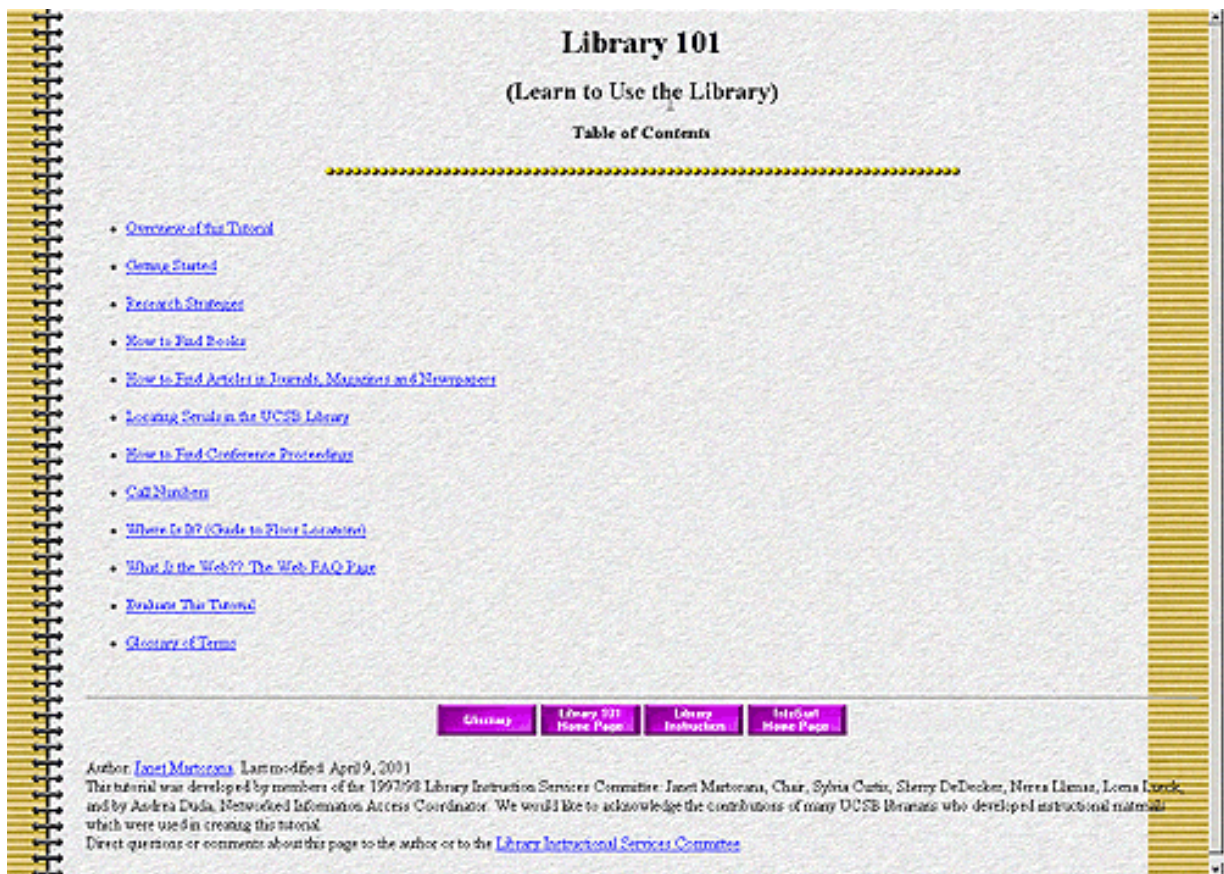 Library 101
(Learn to Use the Library)
Table of Contents
Overview of this Tutorial
Getting Started
Research Strategies
How to Find Books
How to Find Articles in Journals, Magazines and Newspapers
Locating Serials in the UCSB Library
How to Find Conference Proceedings
Call Numbers
Where Is It? (Guide to Floor Locations)
What Is the Web?? The Web FAQ Page
Evaluate This Tutorial
Glossary of Terms
Glossary Library 101 Library InfoSurf
Home Page Instruction Home Page
Author: Janet Martorana. Last modified: April 9, 2001
This tutorial was developed by members of the 1997/98 Library Instruction Services Committee: Janet Martorana, Chair, Sylvia Curtis, Sherry DeDecker, Nerea Llamas, Lorna Lueck,
and by Andrea Duda, Networked Information Access Coordinator. We would like to acknowledge the contributions of many UCSB librarians who developed instructional materials
which were used in creating this tutorial.
Direct questions or comments about this page to the author or to the Library Instructional Services Committee